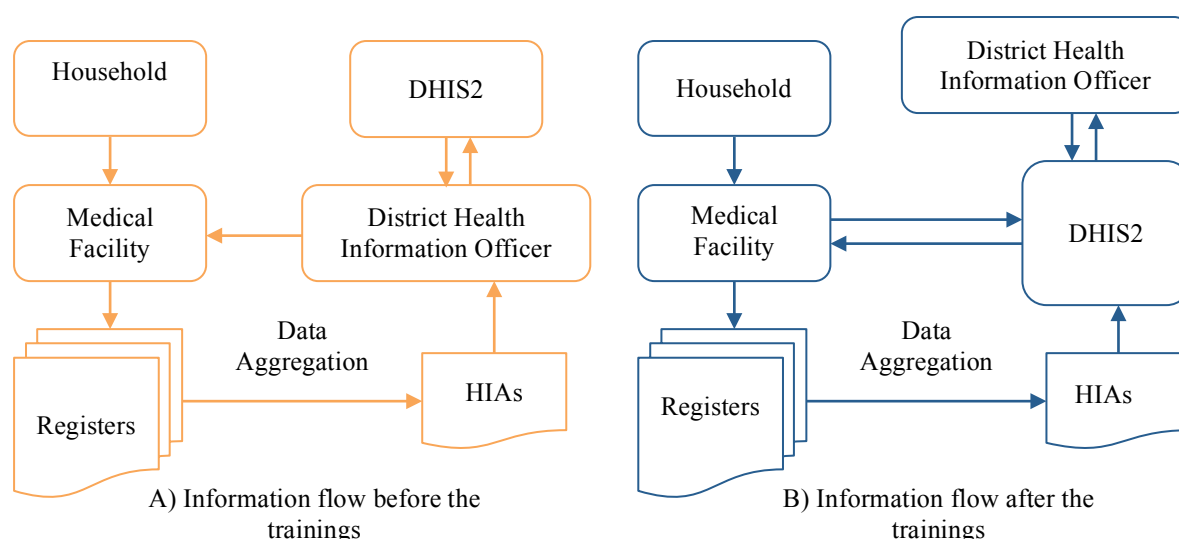 Household
DHIS2
Medical
Facility
District Health
Information Officer
Data
Aggregation
Registers
HIAs
A) Information flow before the
trainings
Household
District Health
Information Officer
Medical
Facility
DHIS2
Data
Aggregation
Registers
HIAs
B) Information flow after the
trainings